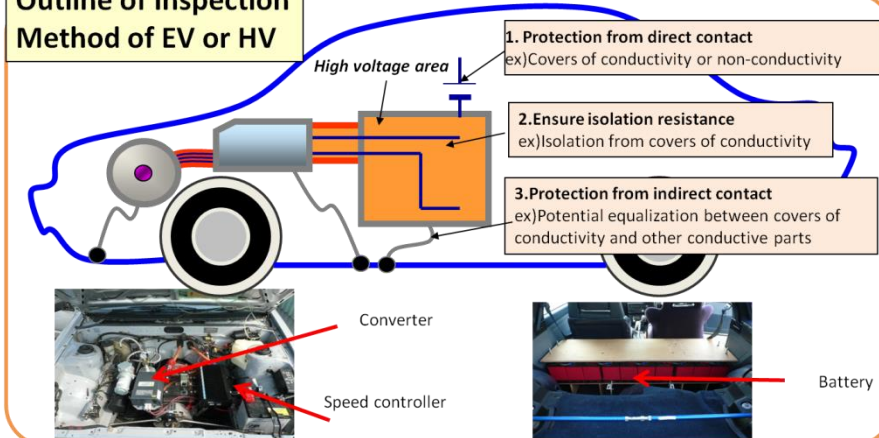 Outline of Inspection
Method of EV or HV
High voltage area
1. Protection from direct contact
ex)Covers of conductivity or non-conductivity
2.Ensure isolation resistance
ex)Isolation from covers of conductivity
3.Protection from indirect contact
ex)Potential equalization between covers of
conductivity and other conductive parts
Converter
Speed controller
Battery